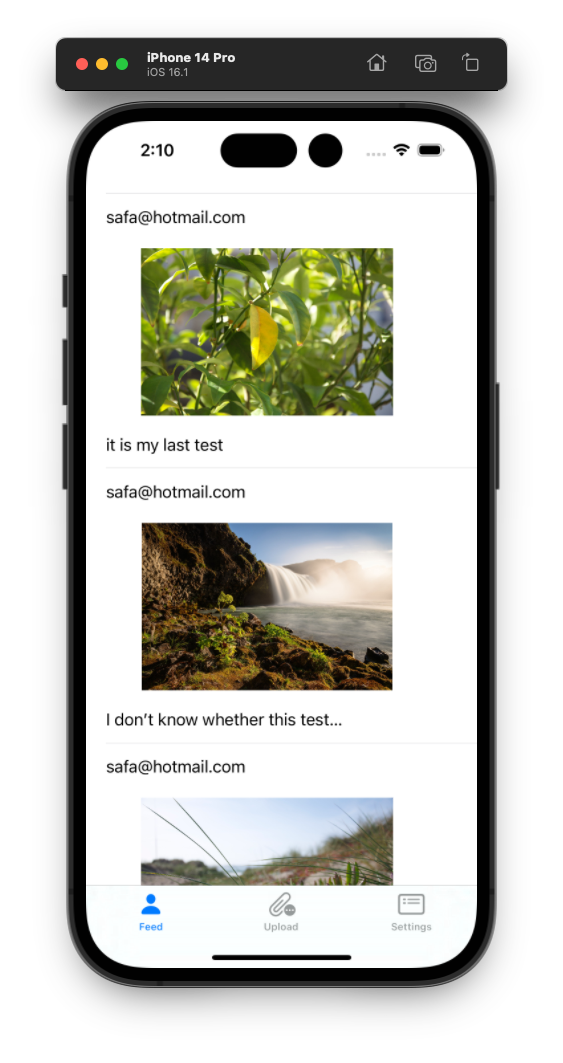 iPhone 14 Pro
iOS 16.1
2:10
safa@hotmail.com
it is my last test
safa@hotmail.com
I don’t know whether this test...
safa@hotmail.com
Feed
Upload
Settings